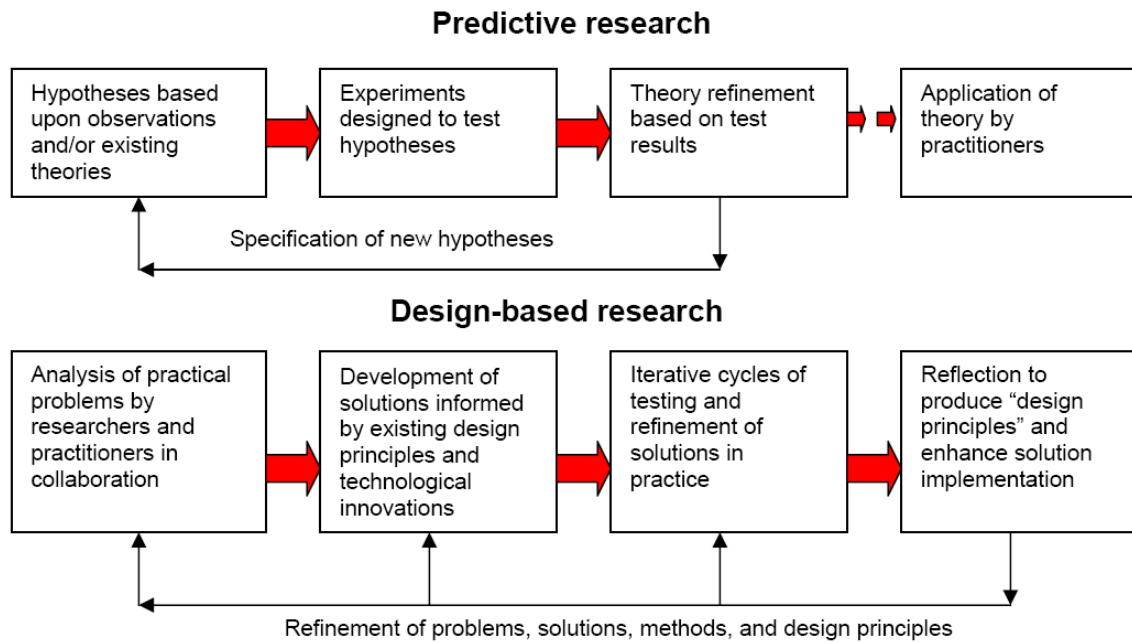 Predictive research
Hypotheses based
upon observations
and/or existing
theories
Experiments
designed to test
hypotheses
Theory refinement
based on test
results
Application of
theory by
practitioners
Specification of new hypotheses
Design-based research
Analysis of practical
problems by
researchers and
practitioners in
collaboration
Development of
solutions informed
by existing design
principles and
technological
innovations
Iterative cycles of
testing and
refinement of
solutions in
practice
Reflection to
produce “design
principles” and
enhance solution
implementation
Refinement of problems, solutions, methods, and design principles